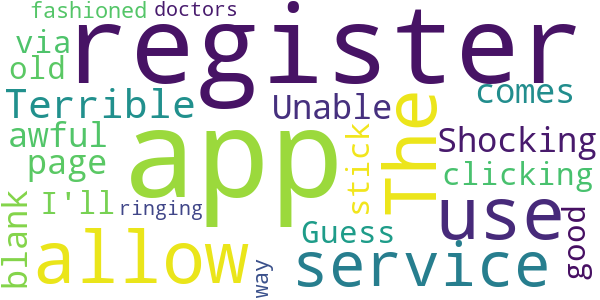 fashioned doctors
via register
old
Terrible Unable comes
awful app The Shocking
page stick clicking
blank I'll ringing use good
allow Guess
way service